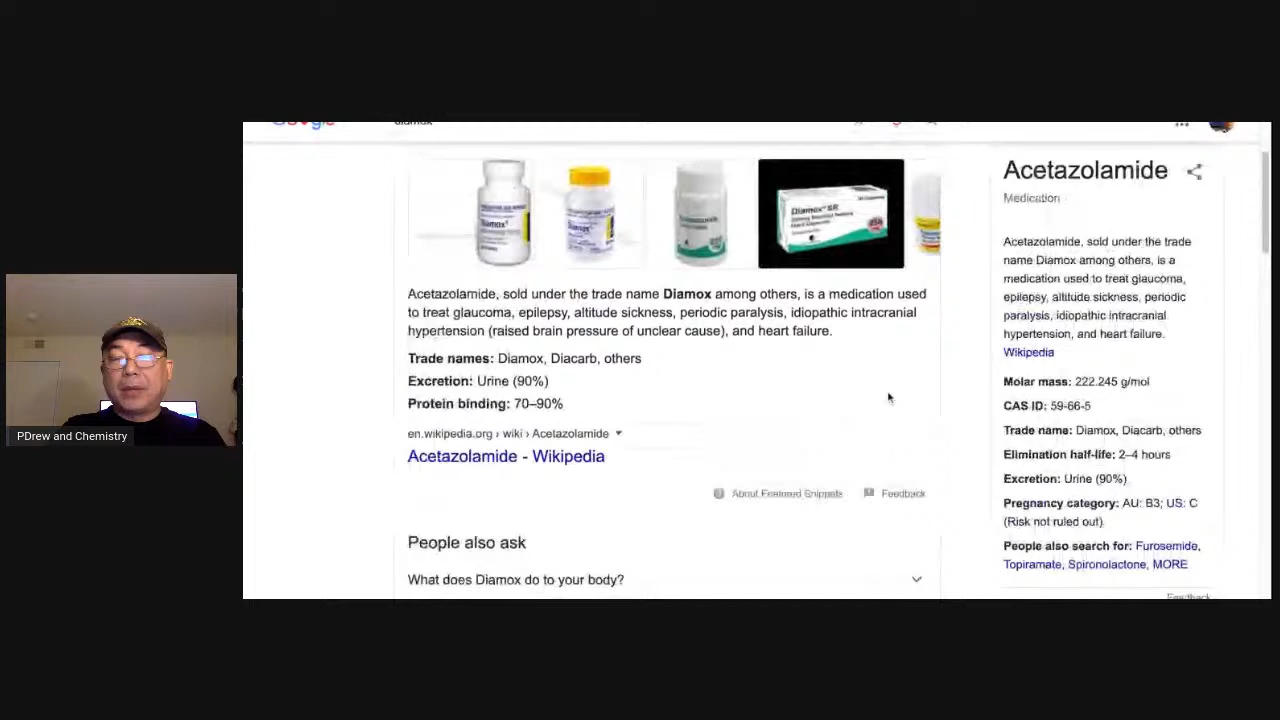 Google
diamox
Diamox
Diamox
Diamox SR
Acetazolamide, sold under the trade name Diamox among others, is a medication used
to treat glaucoma, epilepsy, altitude sickness, periodic paralysis, idiopathic intracranial
hypertension (raised brain pressure of unclear cause), and heart failure.
Trade names: Diamox, Diacarb, others
Excretion: Urine (90%)
Protein binding: 70–90%
en.wikipedia.org › wiki › Acetazolamide
Acetazolamide - Wikipedia
About Featured Snippets
Feedback
People also ask
What does Diamox do to your body?
Acetazolamide
Medication
Acetazolamide, sold under the trade
name Diamox among others, is a
medication used to treat glaucoma,
epilepsy, altitude sickness, periodic
paralysis, idiopathic intracranial
hypertension, and heart failure.
Wikipedia
Molar mass: 222.245 g/mol
CAS ID: 59-66-5
Trade name: Diamox, Diacarb, others
Elimination half-life: 2–4 hours
Excretion: Urine (90%)
Pregnancy category: AU: B3; US: C
(Risk not ruled out)
People also search for: Furosemide,
Topiramate, Spironolactone, MORE
Feedback
PDrew and Chemistry